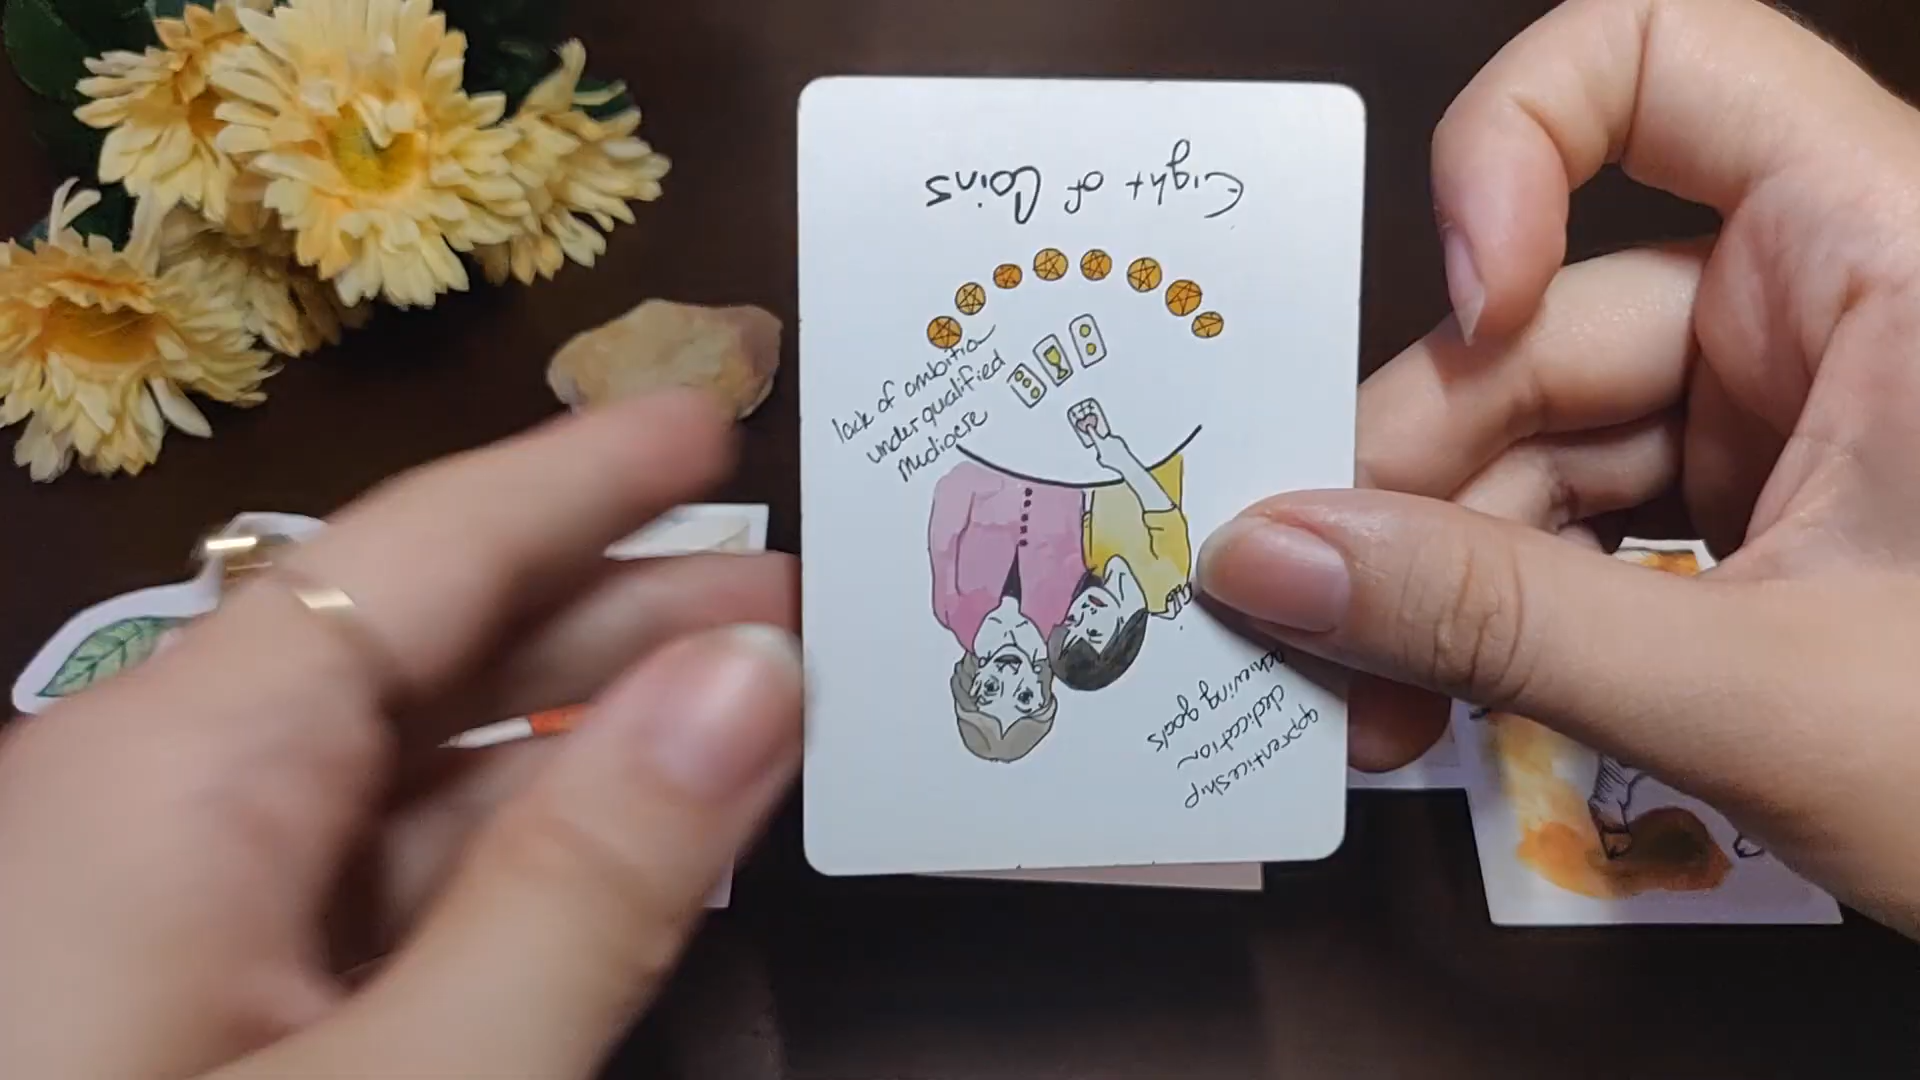 Eight of Coins
lack of ambition
underqualified
mediocre
apprenticeship
dedication
achieving goals